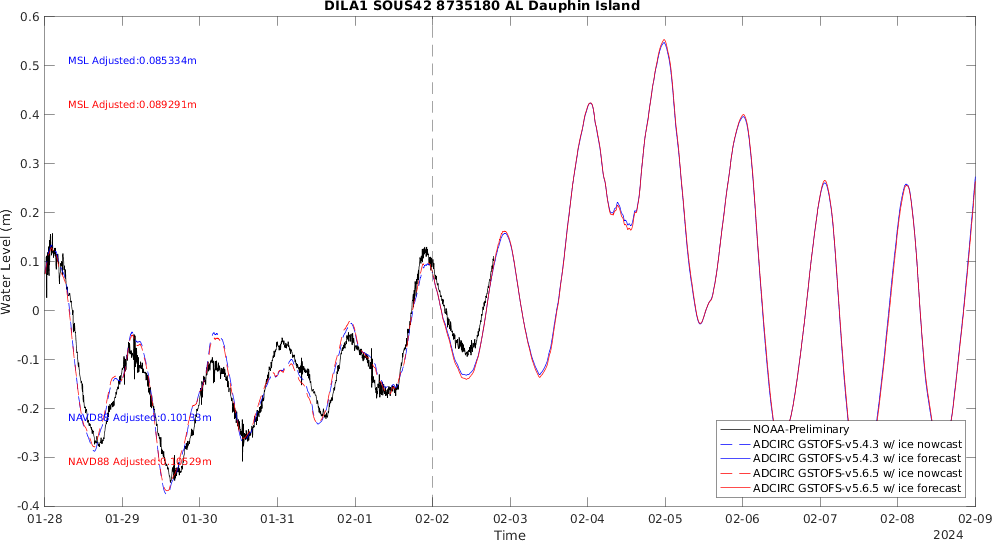 DILA1 SOUS42 8735180 AL Dauphin Island
0.6
0.5
0.4
0.3
0.2
0.1
0
-0.1
-0.2
-0.3
-0.4
Water Level (m)
MSL Adjusted:0.085334m
MSL Adjusted:0.089291m
NAVD88 Adjusted:0.10133m
NAVD88 Adjusted:0.10529m
NOAA-Preliminary
ADCIRC GSTOFS-v5.4.3 w/ ice nowcast
ADCIRC GSTOFS-v5.4.3 w/ ice forecast
ADCIRC GSTOFS-v5.6.5 w/ ice nowcast
ADCIRC GSTOFS-v5.6.5 w/ ice forecast
01-28 01-29 01-30 01-31 02-01 02-02 02-03 02-04 02-05 02-06 02-07 02-08 02-09
Time
2024